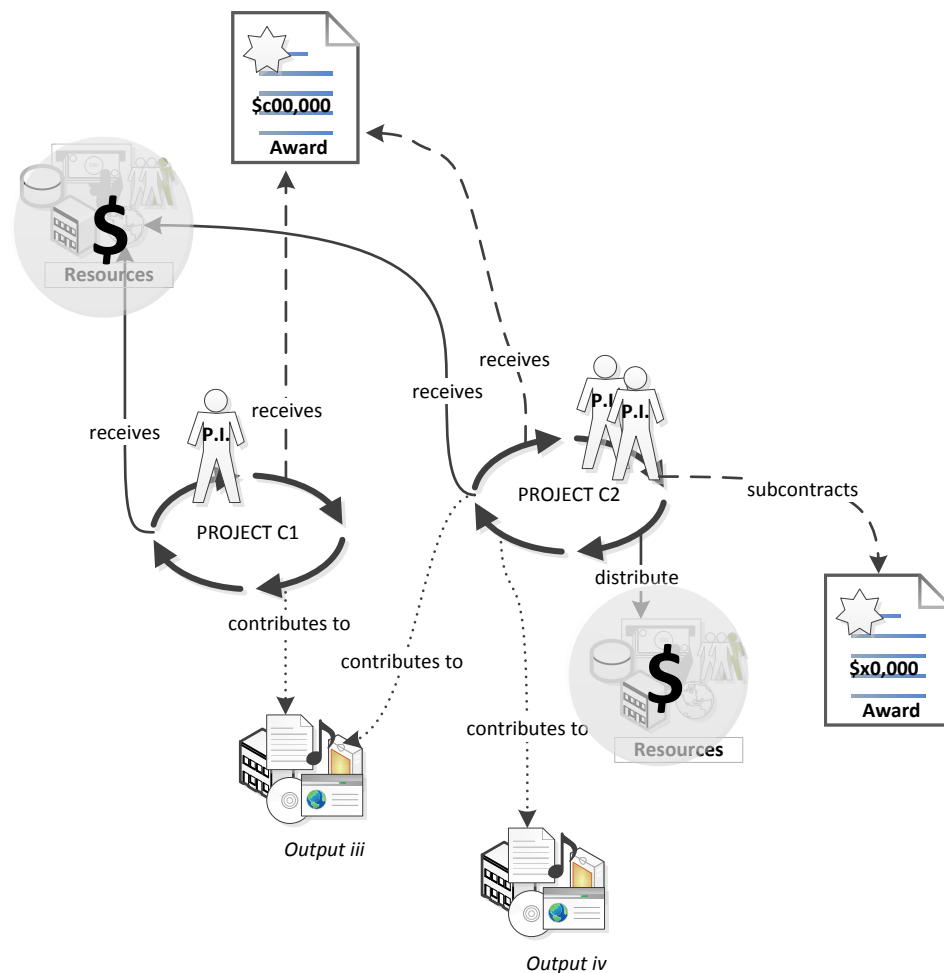 $c00,000
Award
$
Resources
receives
P.I.
P.I.
P.I.
receives
receives
receives
receives
subcontracts
PROJECT C2
PROJECT C1
distribute
contributes to
contributes to
$x0,000
$
Award
contributes to
Resources
Output iii
Output iv